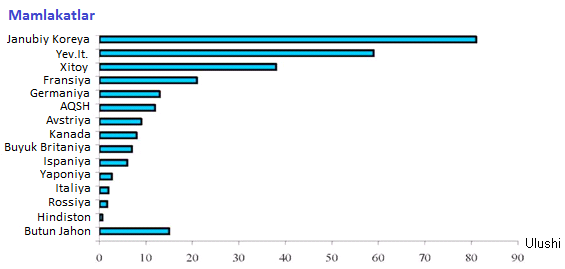 Mamlakatlar
Janubiy Koreya
Yev.It.
Xitoy
Fransiya
Germaniya
AQSH
Avstriya
Kanada
Buyuk Britaniya
Ispaniya
Yaponiya
Italiya
Rossiya
Hindiston
Butun Jahon
0 10 20 30 40 50 60 70 80 90
Ulushi